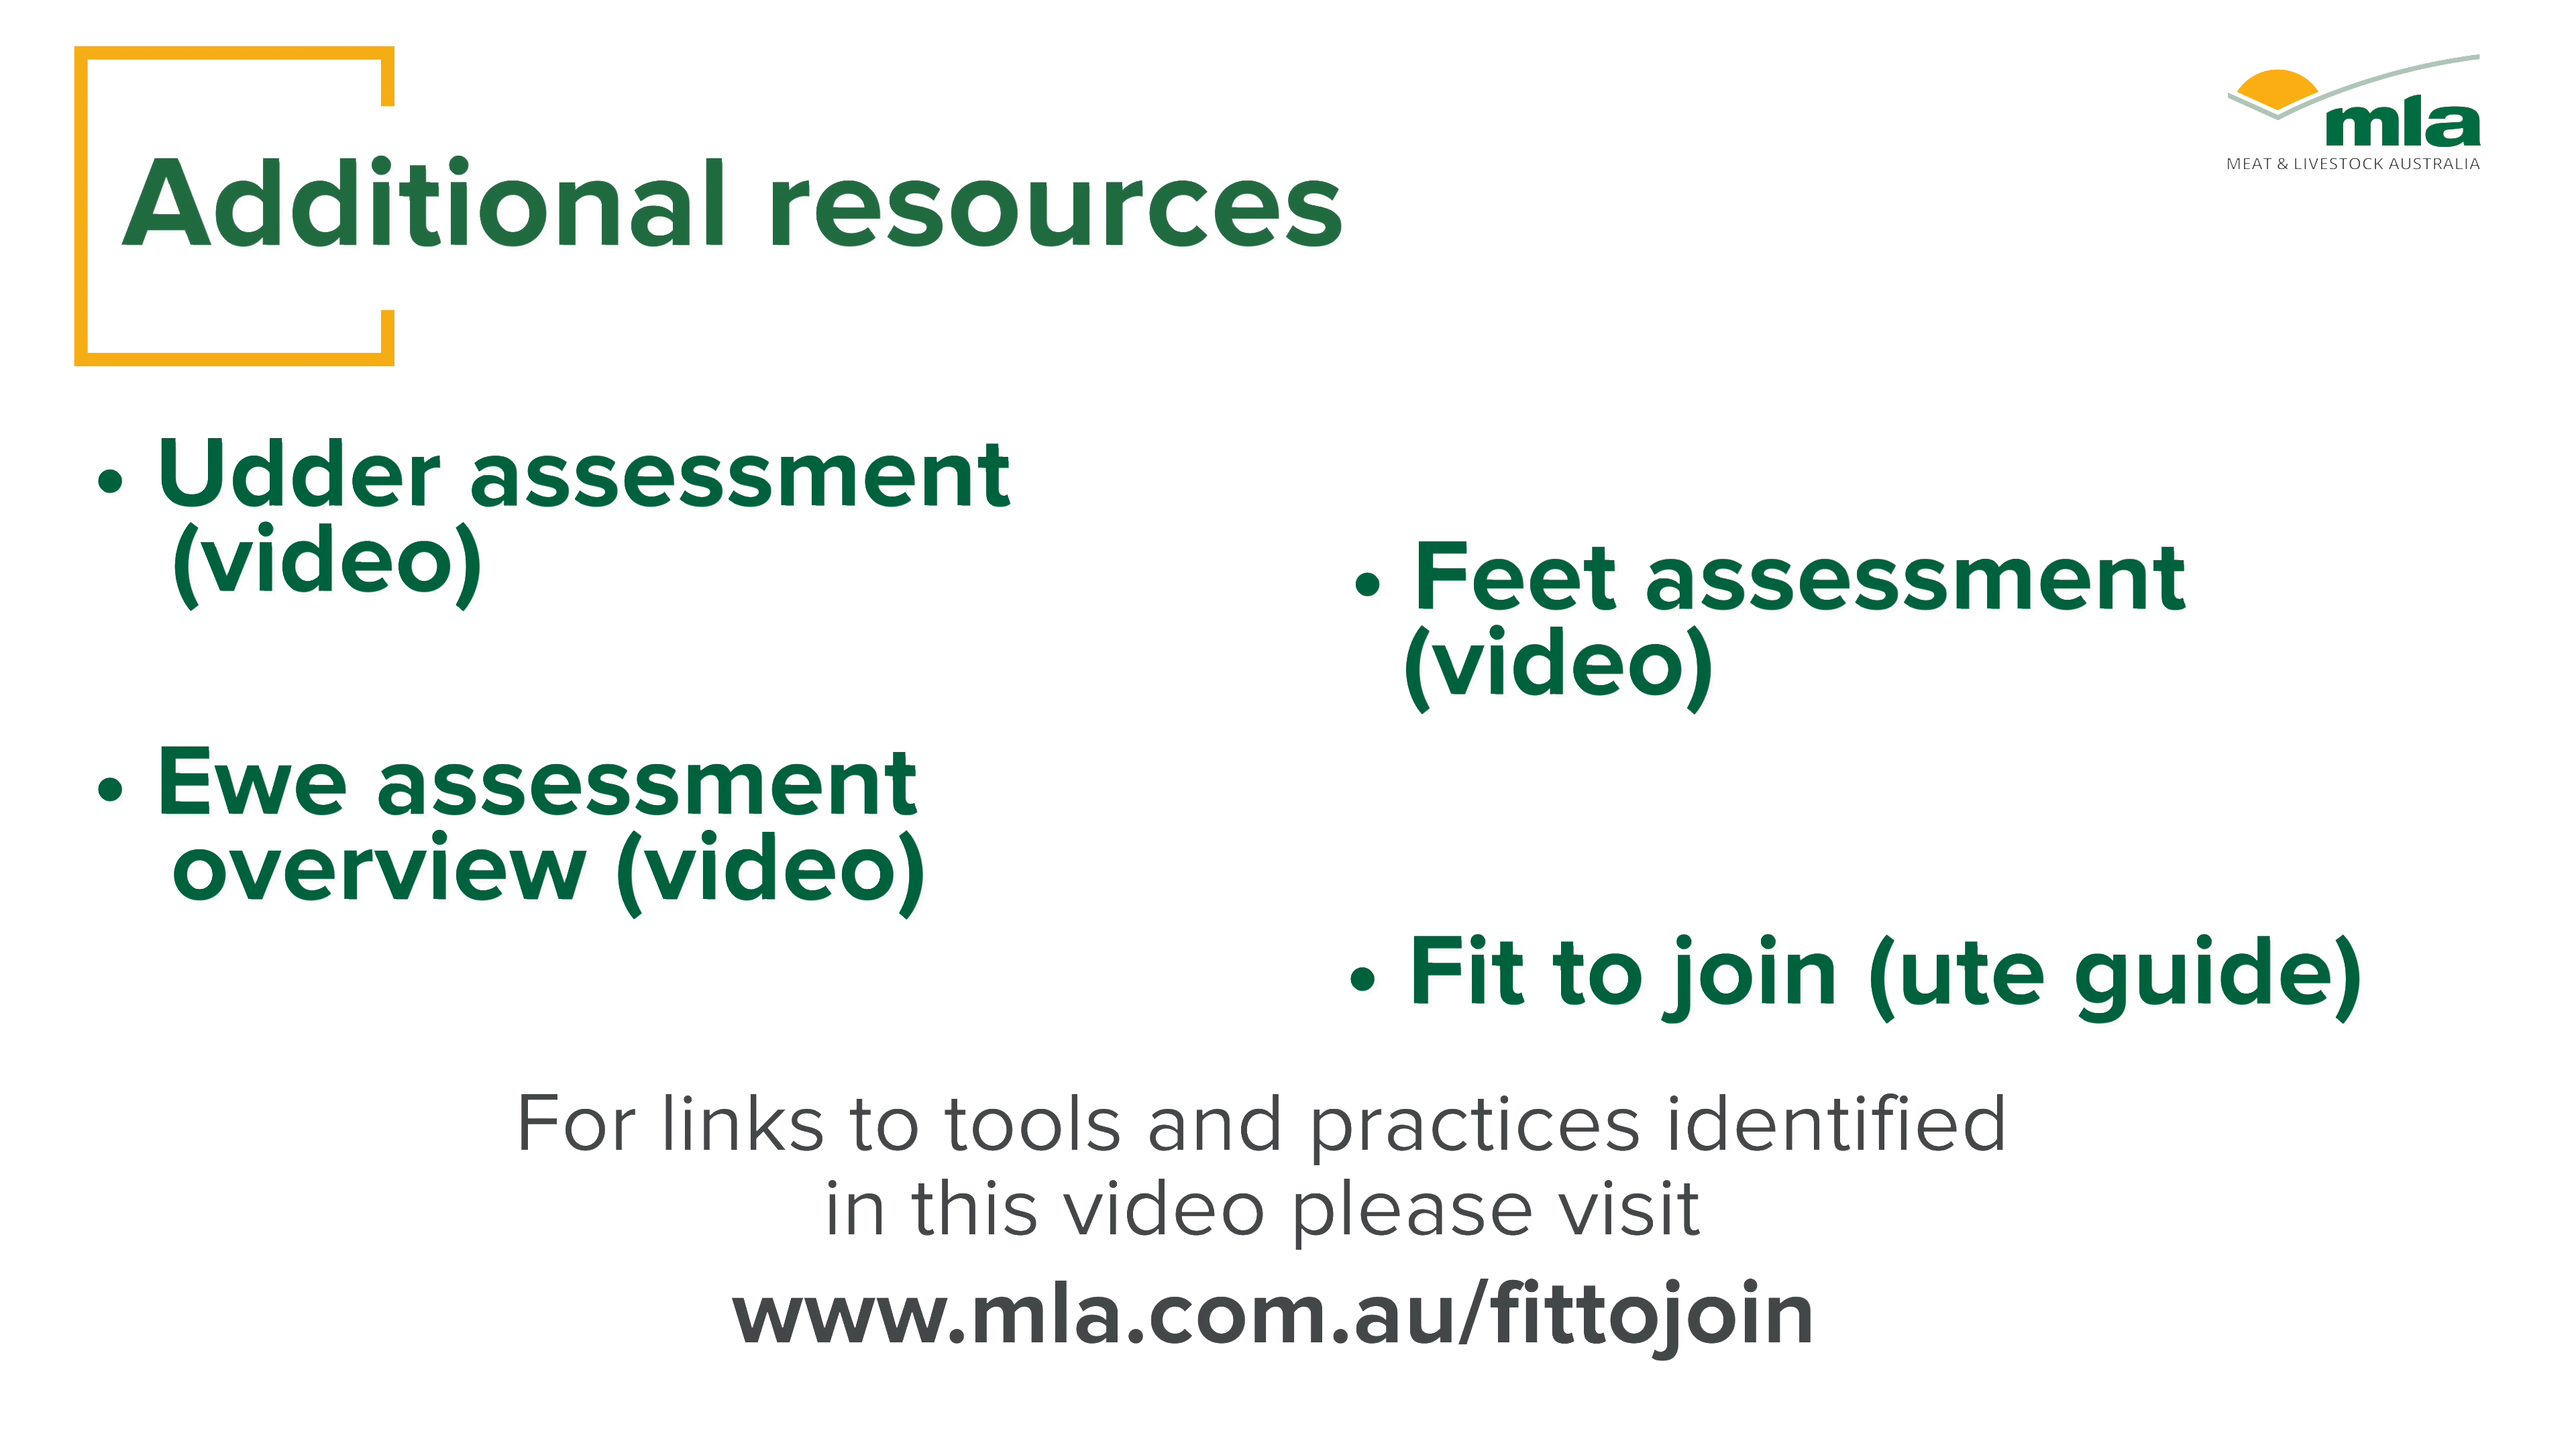 mla
MEAT & LIVESTOCK AUSTRALIA
Additional resources
• Udder assessment
(video)
• Ewe assessment
overview (video)
• Feet assessment
(video)
• Fit to join (ute guide)
For links to tools and practices identified
in this video please visit
www.mla.com.au/fittojoin